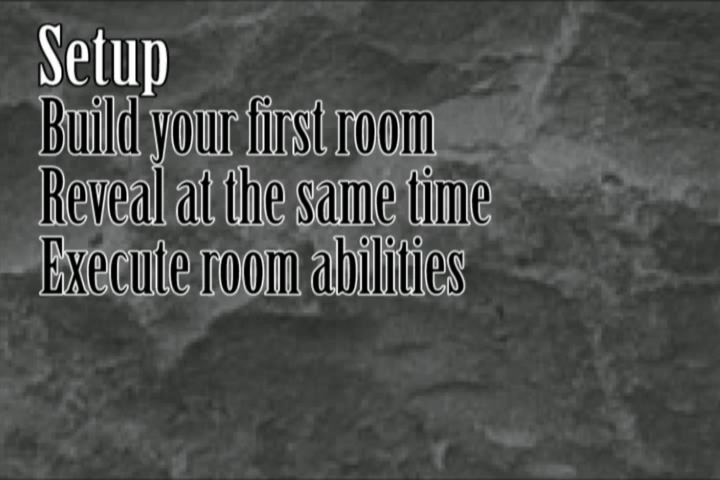 Setup
Build your first room
Reveal at the same time
Execute room abilities